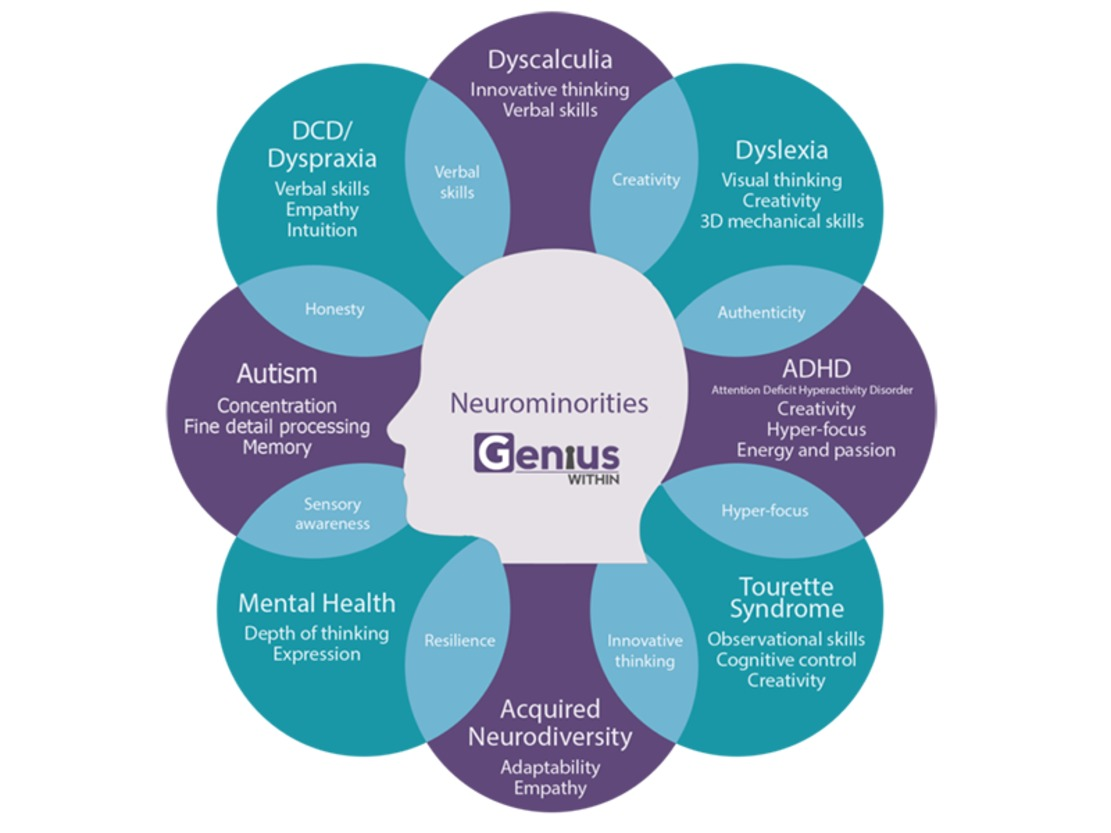 Dyscalculia
Innovative thinking
Verbal skills
Creativity
Dyslexia
Visual thinking
Creativity
3D mechanical skills
Authenticity
ADHD
Attention Deficit Hyperactivity Disorder
Creativity
Hyper-focus
Energy and passion
Hyper-focus
Tourette
Syndrome
Observational skills
Cognitive control
Creativity
Innovative
thinking
Acquired
Neurodiversity
Adaptability
Empathy
Resilience
Mental Health
Depth of thinking
Expression
Sensory
awareness
Autism
Concentration
Fine detail processing
Memory
Honesty
DCD/
Dyspraxia
Verbal skills
Empathy
Intuition
Verbal
skills
Neurominorities
Genius
WITHIN